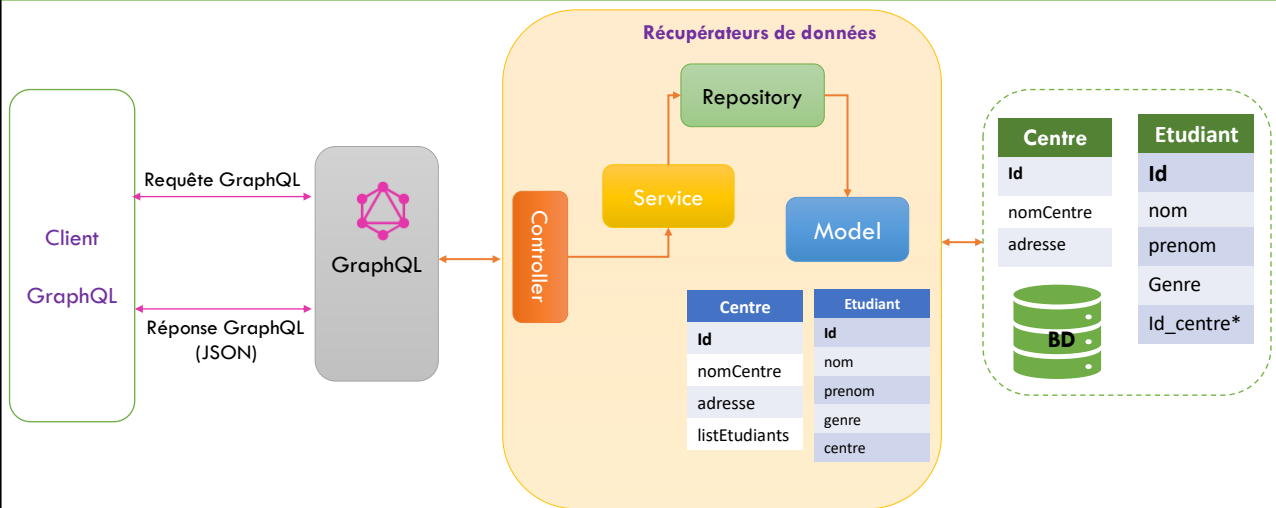 Récupérateurs de données
Client
GraphQL
Requête GraphQL
Réponse GraphQL
(JSON)
GraphQL
Controller
Service
Repository
Model
Centre
Id
nomCentre
adresse
listEtudiants
Etudiant
Id
nom
prenom
genre
centre
Centre
Id
nomCentre
adresse
BD
Etudiant
Id
nom
prenom
Genre
Id_centre*